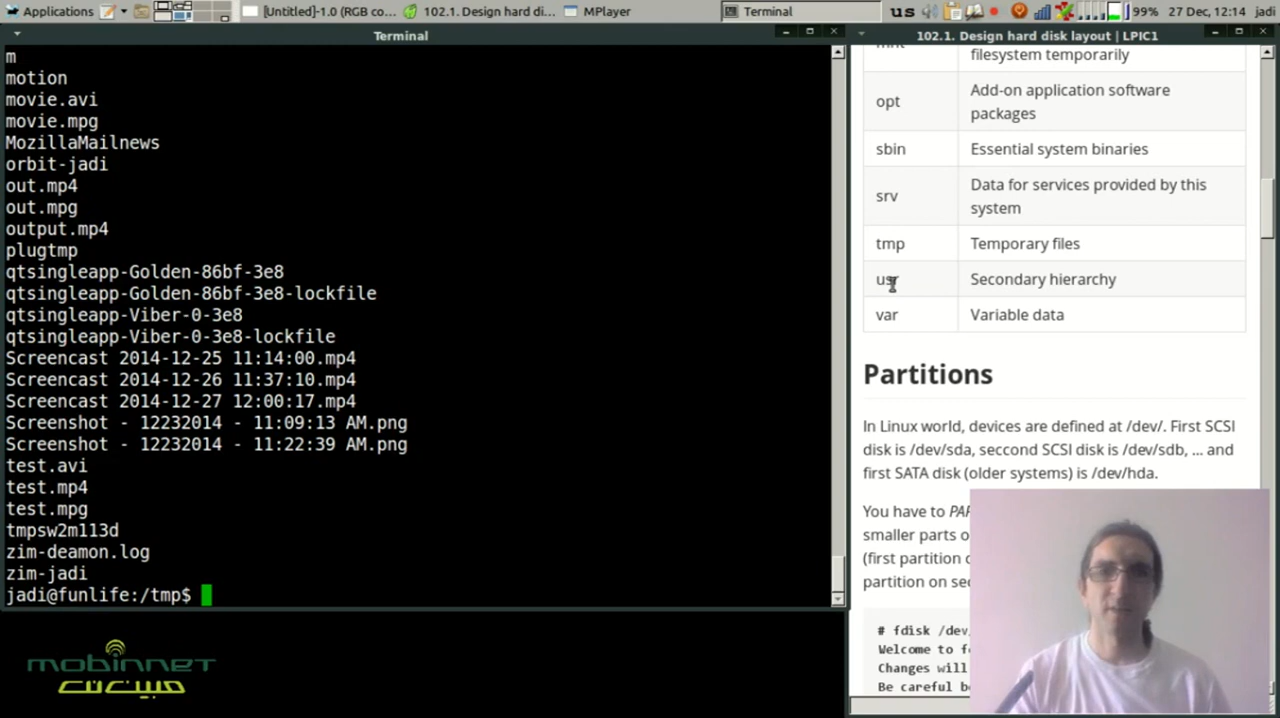 Applications
[Untitled]-1.0 (RGB co...
102.1. Design hard di...
MPlayer
Terminal
us
99%
27 Dec, 12:14
jadi
Terminal
m
motion
movie.avi
movie.mpg
MozillaMailnews
orbit-jadi
out.mp4
out.mpg
output.mp4
plugtmp
qtsingleapp-Golden-86bf-3e8
qtsingleapp-Golden-86bf-3e8-lockfile
qtsingleapp-Viber-0-3e8
qtsingleapp-Viber-0-3e8-lockfile
Screencast 2014-12-25 11:14:00.mp4
Screencast 2014-12-26 11:37:10.mp4
Screencast 2014-12-27 12:00:17.mp4
Screenshot - 12232014 - 11:09:13 AM.png
Screenshot - 12232014 - 11:22:39 AM.png
test.avi
test.mp4
test.mpg
tmpsw2m113d
zim-deamon.log
zim-jadi
jadi@funlife:/tmp$
mobinnet
مبین نت
102.1. Design hard disk layout | LPIC1
filesystem temporarily
opt Add-on application software
packages
sbin Essential system binaries
srv Data for services provided by this
system
tmp Temporary files
usr Secondary hierarchy
var Variable data
Partitions
In Linux world, devices are defined at /dev/. First SCSI
disk is /dev/sda, seccond SCSI disk is /dev/sdb, ... and
first SATA disk (older systems) is /dev/hda.
You have to
smaller parts
(first partition
partition on
# fdisk /dev/
Welcome to
Changes will
Be careful